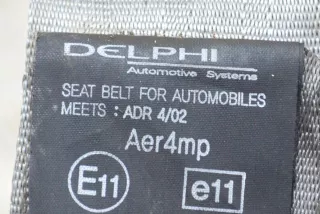 DELPHI
Automotive Systems
SEAT BELT FOR AUTOMOBILES
MEETS : ADR 4/02
Aer4mp
E11 e11